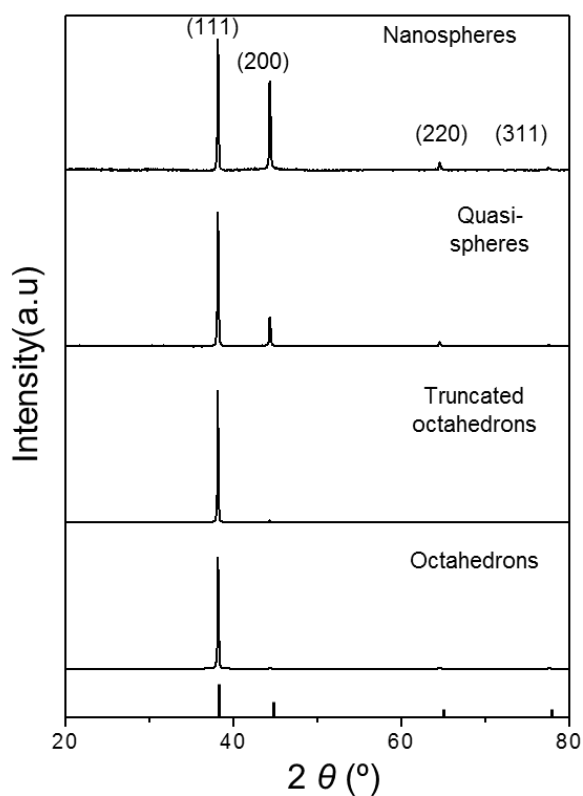 Nanospheres
(111)
(200)
(220)
(311)
Quasi-
spheres
Truncated
octahedrons
Octahedrons
Intensity(a.u)
20
40
60
80
2 θ (º)